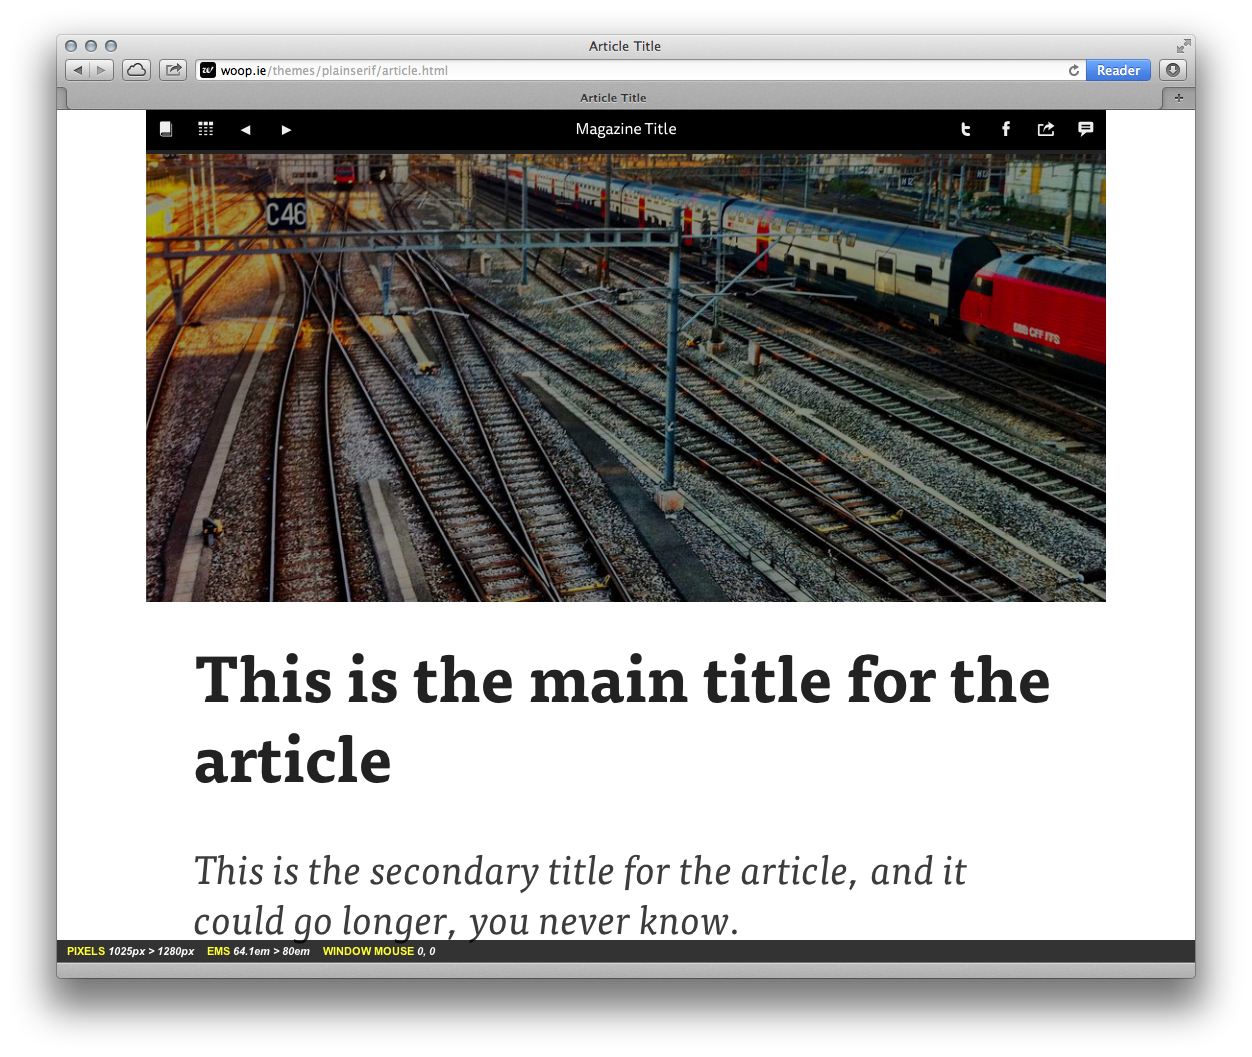 Article Title
woop.ie/themes/plainserif/article.html
Reader
Article Title
Magazine Title
C46
H12
SBB CFF FFS
This is the main title for the
article
This is the secondary title for the article, and it
could go longer, you never know.
PIXELS 1025px > 1280px EMS 64.1em > 80em WINDOW MOUSE 0, 0